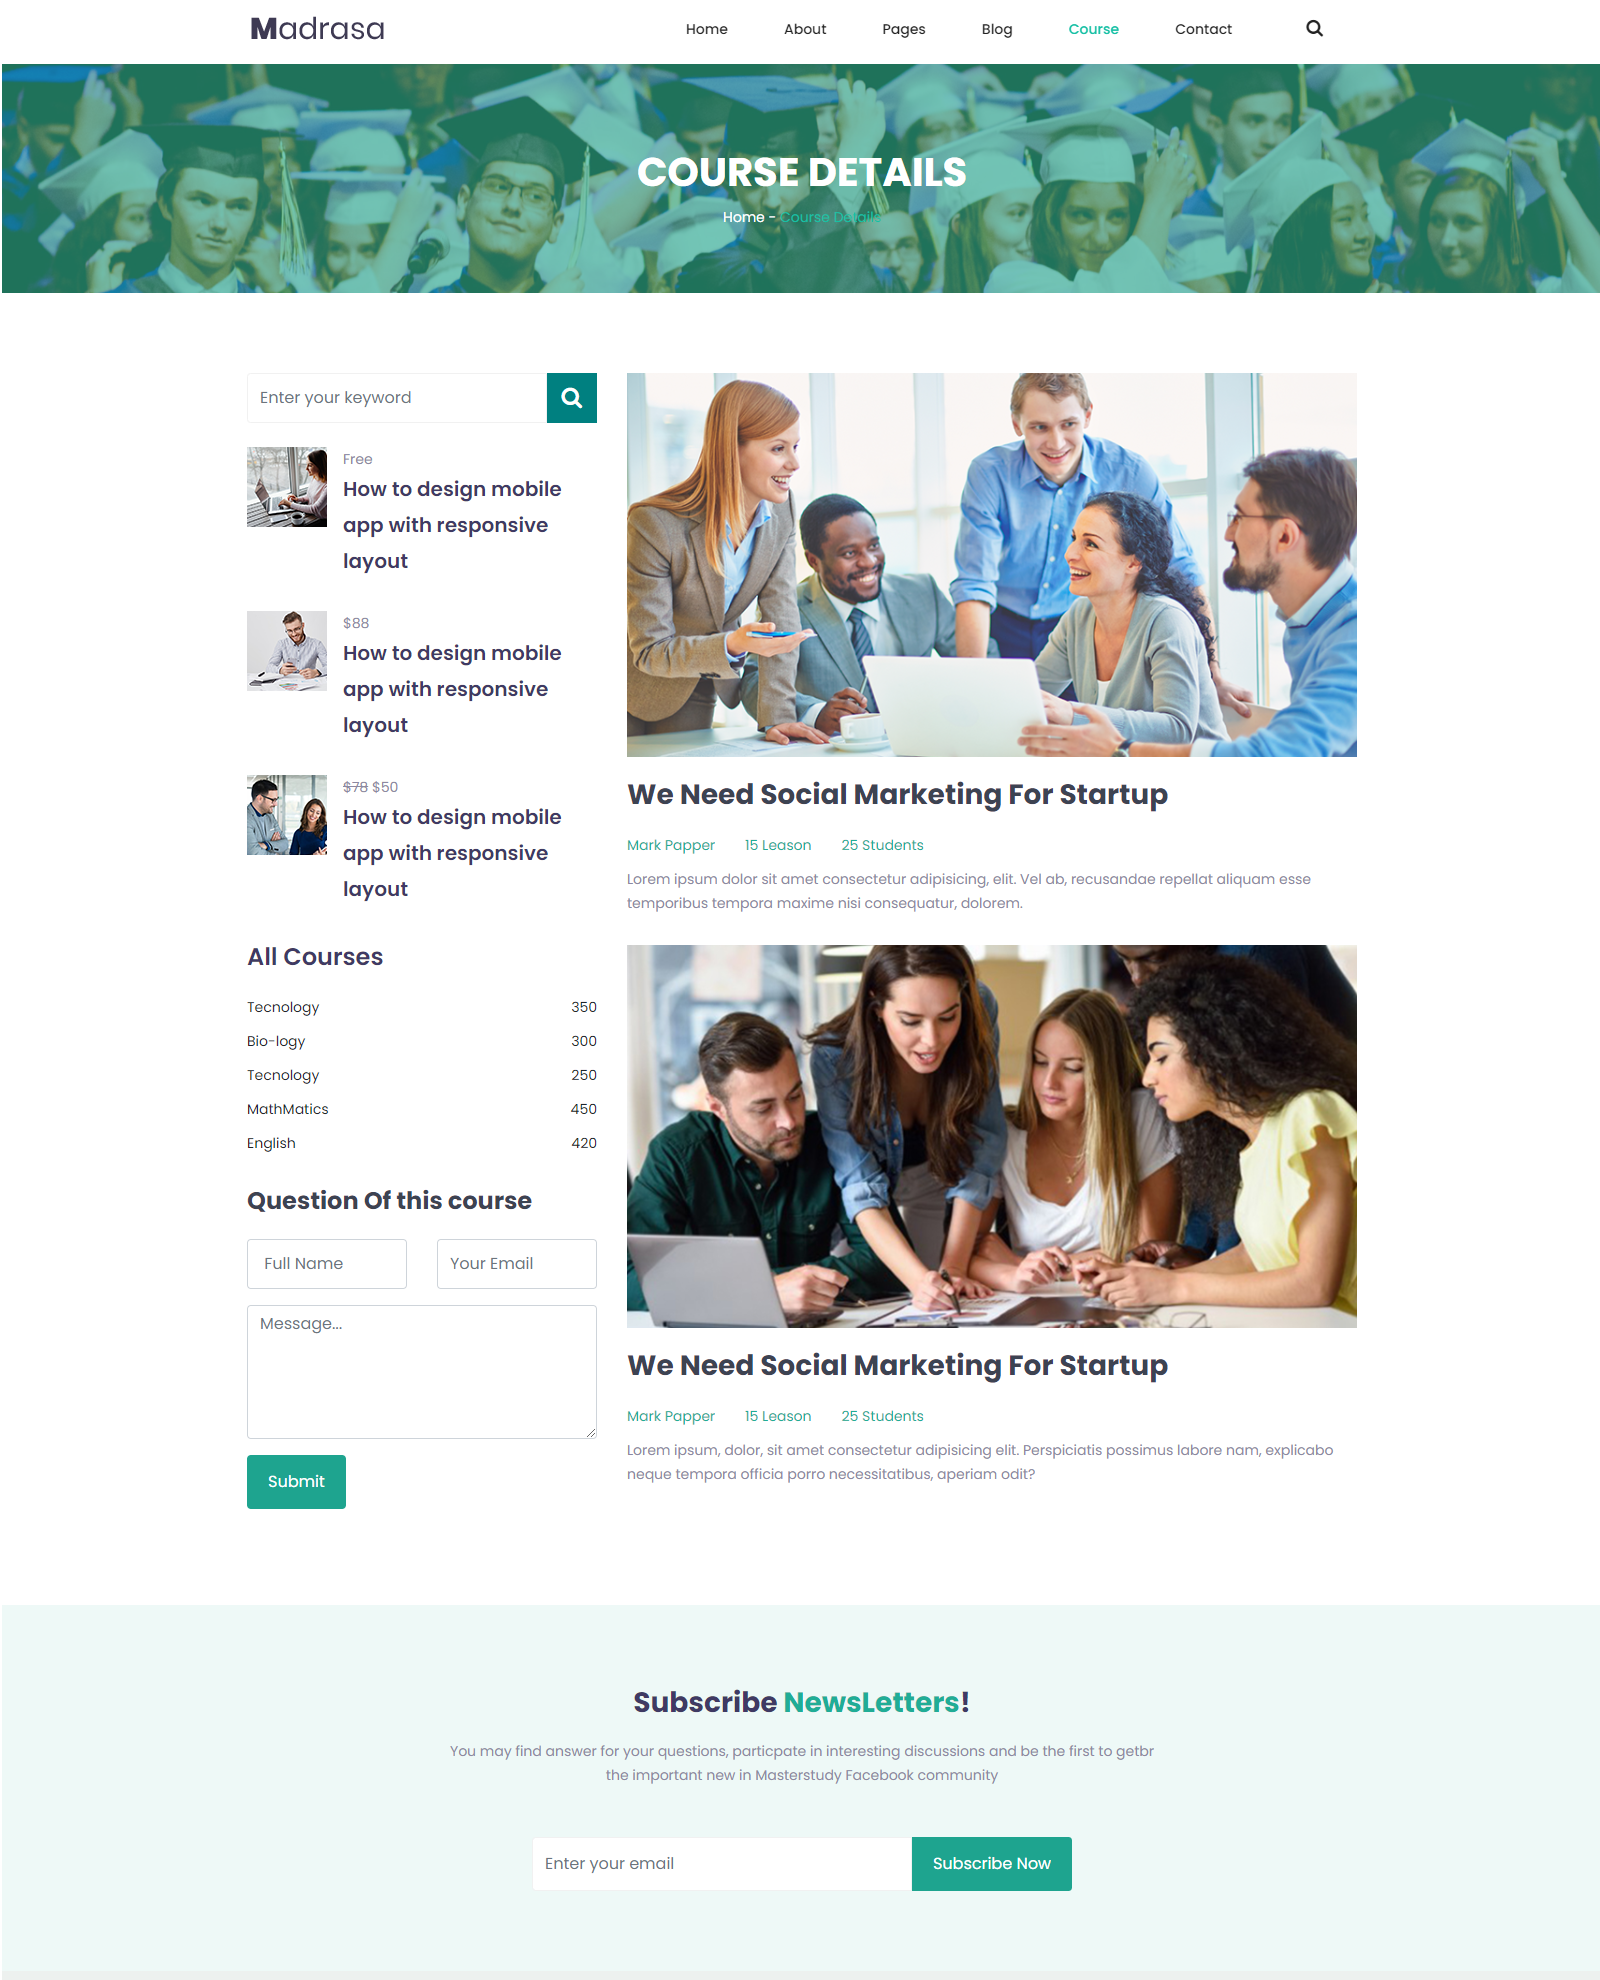 Madrasa
Home About Pages Blog Course Contact
COURSE DETAILS
Home - Course Details
Enter your keyword
Free
How to design mobile
app with responsive
layout
$88
How to design mobile
app with responsive
layout
$78 $50
How to design mobile
app with responsive
layout
All Courses
Tecnology 350
Bio-logy 300
Tecnology 250
MathMatics 450
English 420
Question Of this course
Full Name Your Email
Message...
Submit
We Need Social Marketing For Startup
Mark Papper 15 Leason 25 Students
Lorem ipsum dolor sit amet consectetur adipisicing, elit. Vel ab, recusandae repellat aliquam esse
temporibus tempora maxime nisi consequatur, dolorem.
We Need Social Marketing For Startup
Mark Papper 15 Leason 25 Students
Lorem ipsum, dolor, sit amet consectetur adipisicing elit. Perspiciatis possimus labore nam, explicabo
neque tempora officia porro necessitatibus, aperiam odit?
Subscribe NewsLetters!
You may find answer for your questions, particpate in interesting discussions and be the first to getbr
the important new in Masterstudy Facebook community
Enter your email Subscribe Now